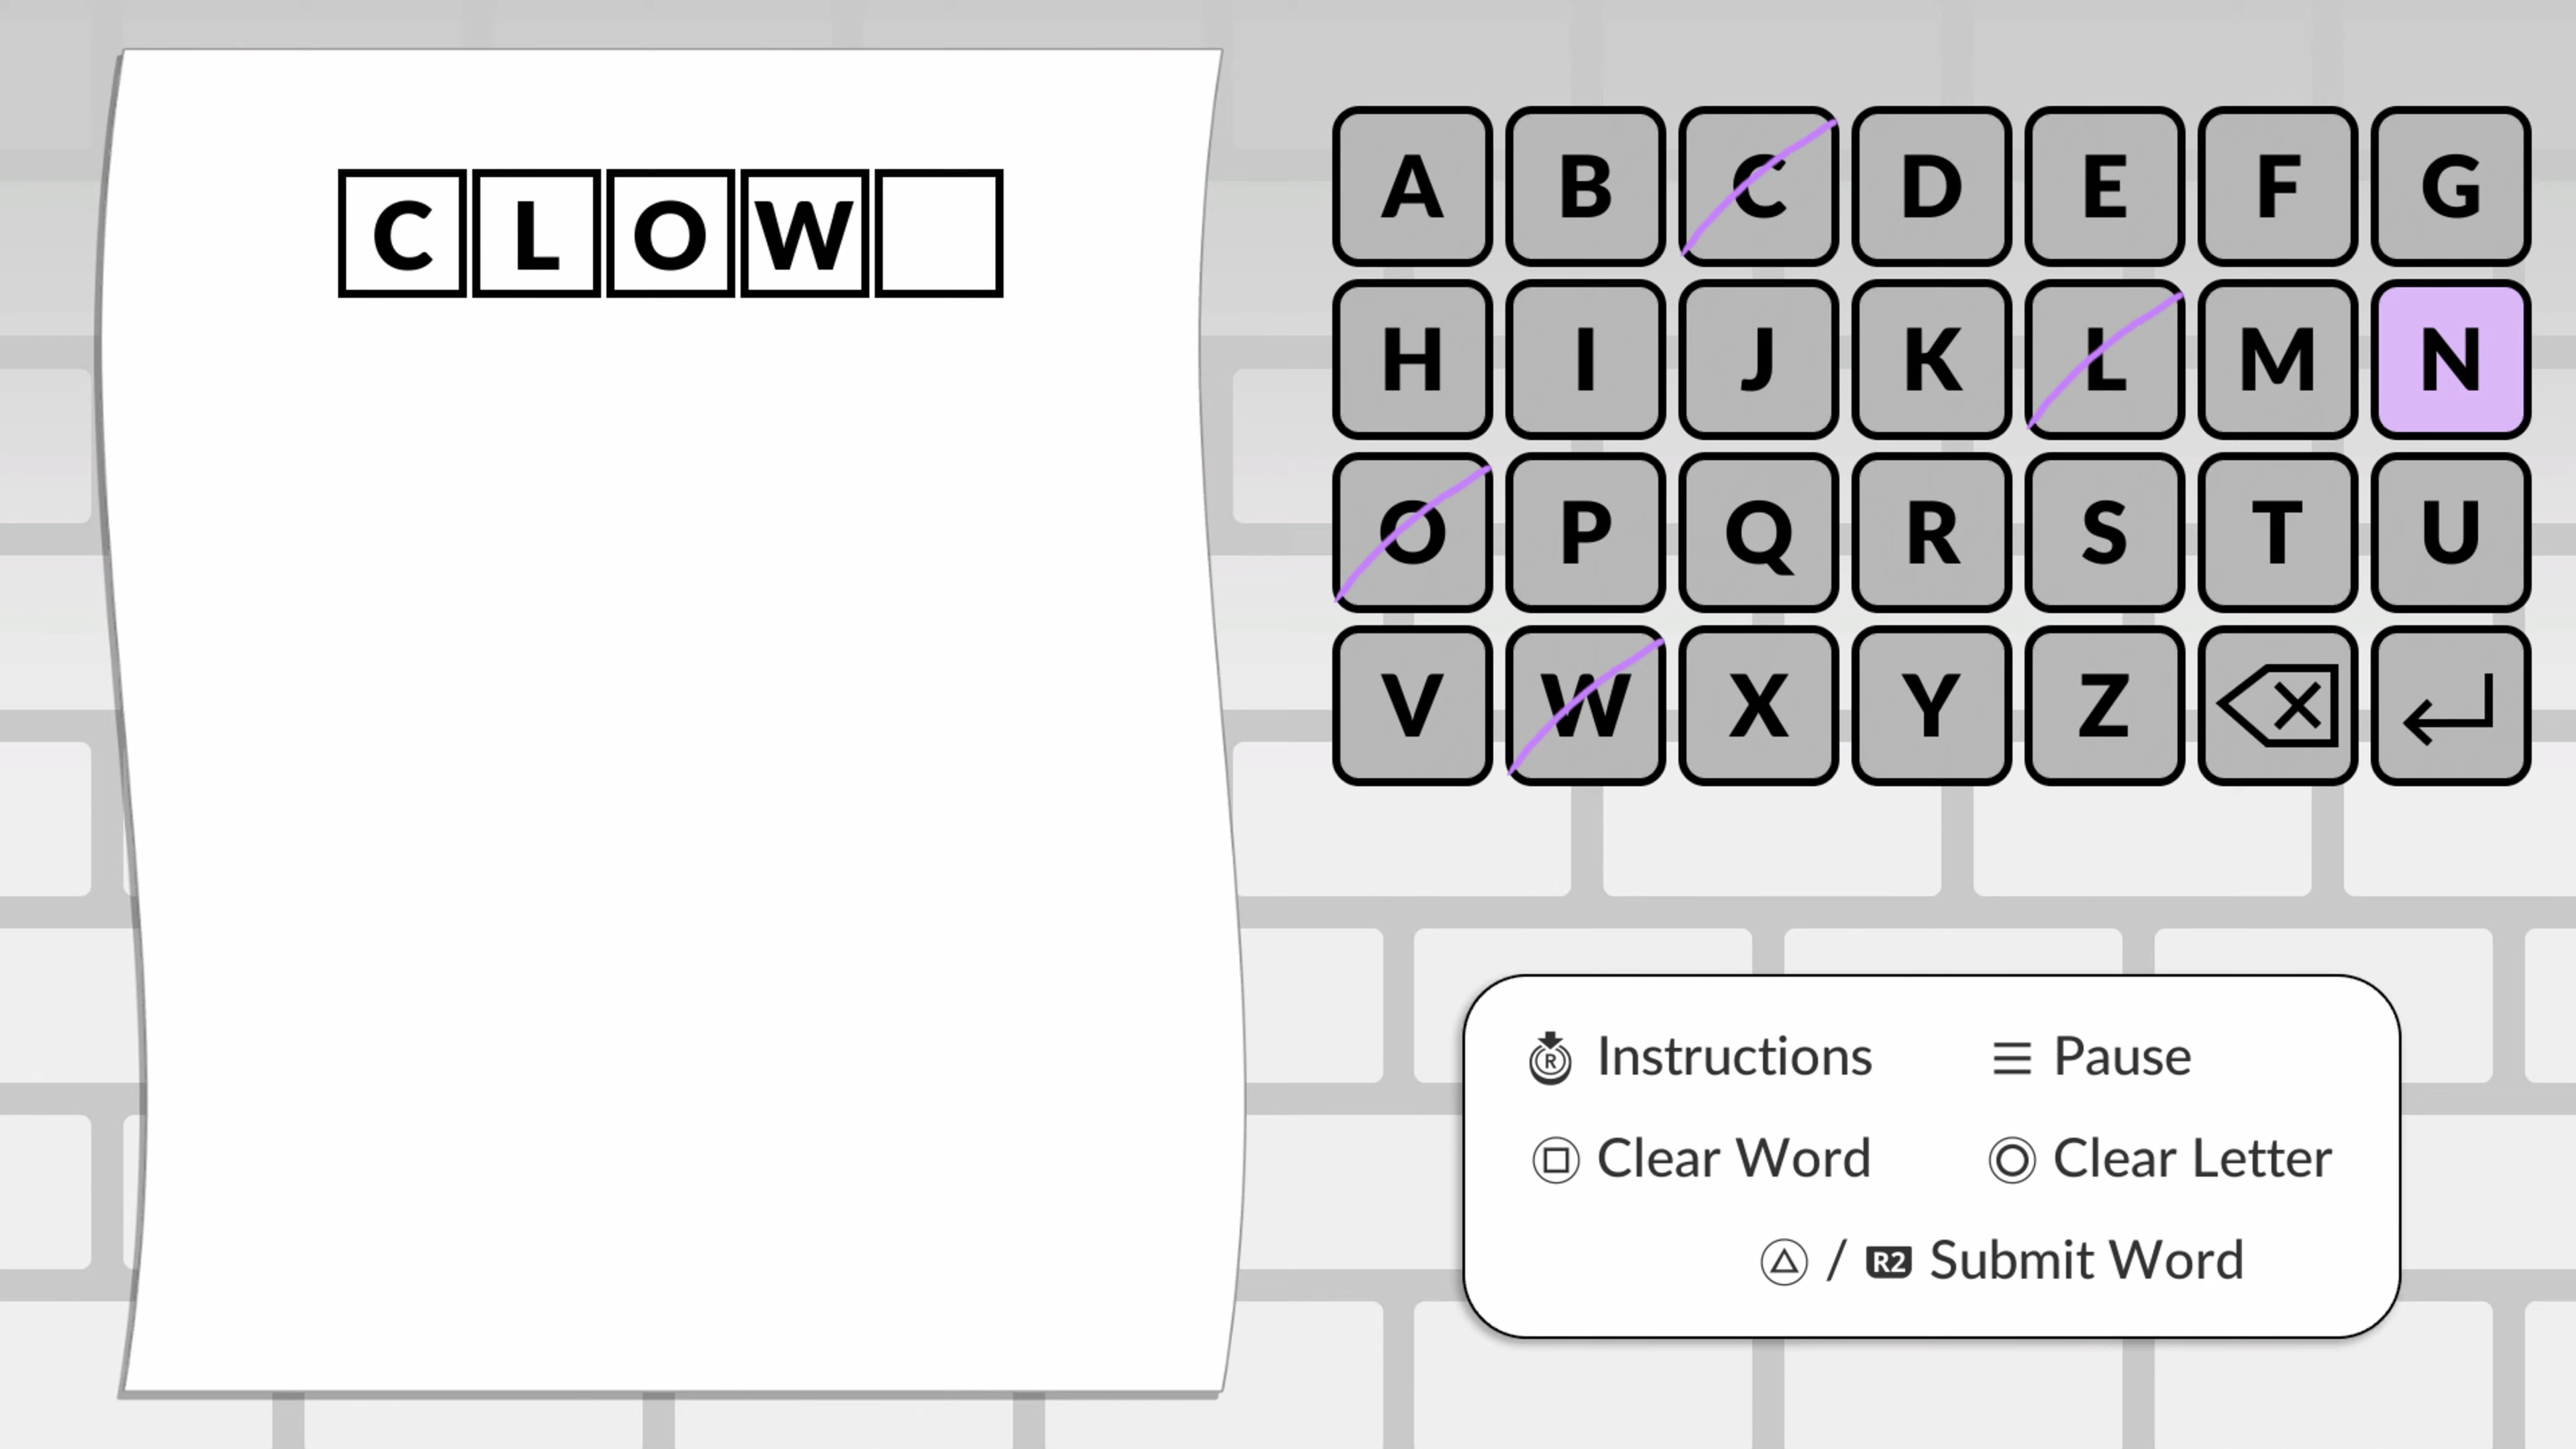 CLOW
A B C D E F G
H I J K L M N
O P Q R S T U
V W X Y Z
R Instructions
Pause
Clear Word
Clear Letter
/ R2 Submit Word